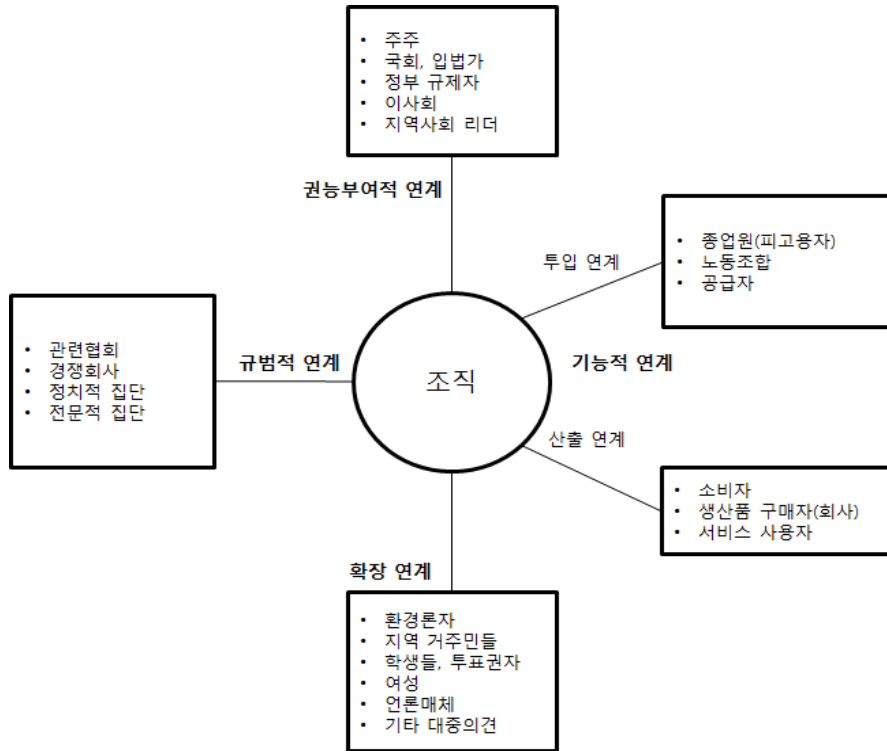 • 주주
• 국회, 입법가
• 정부 규제자
• 이사회
• 지역사회 리더
권능부여적 연계
• 종업원(피고용자)
• 노동조합
• 공급자
투입 연계
• 관련협회
• 경쟁회사
• 정치적 집단
• 전문적 집단
규범적 연계
조직
기능적 연계
산출 연계
• 소비자
• 생산품 구매자(회사)
• 서비스 사용자
확장 연계
• 환경론자
• 지역 거주민들
• 학생들, 투표권자
• 여성
• 언론매체
• 기타 대중의견